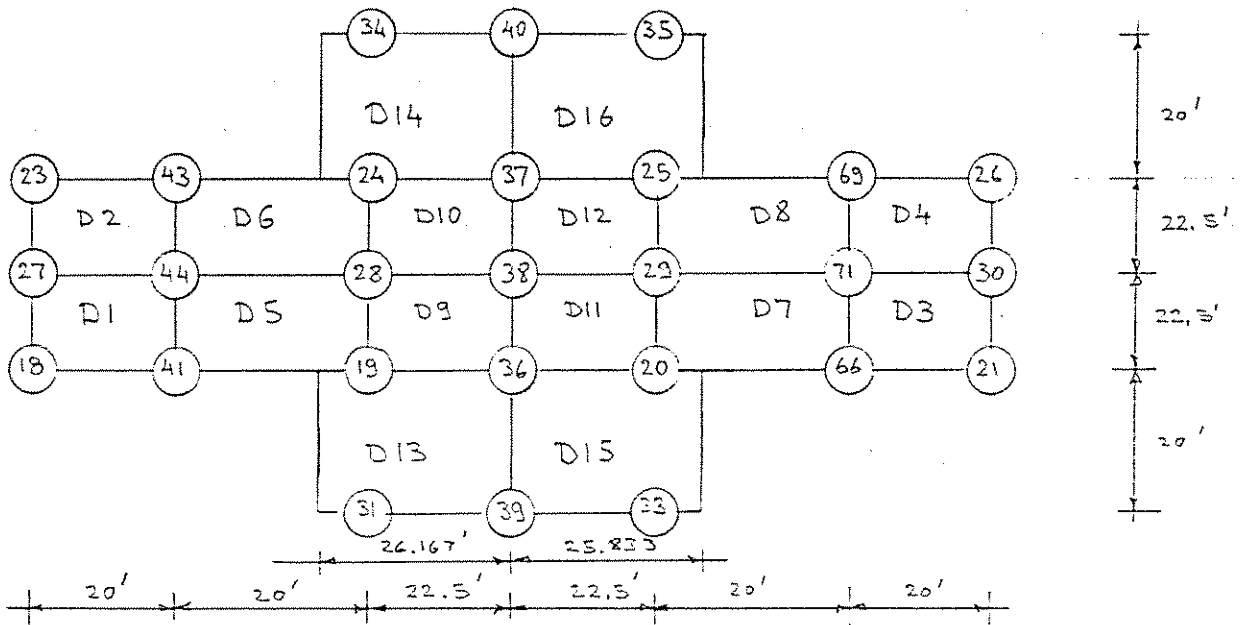 34 40 35
D14 D16 20'
23 43 24 37 25 69 26
D2 D6 D10 D12 D8 D4 22.5'
27 44 28 38 29 71 30
D1 D5 D9 D11 D7 D3 22.5'
18 41 19 36 20 66 21
D13 D15 20'
31 39 33
26.167' 25.833
20' 20' 22.5' 22.5' 20' 20'